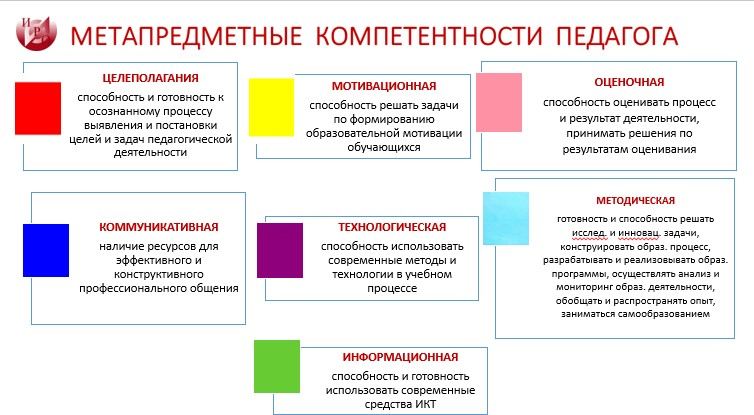 ИРО
МЕТАПРЕДМЕТНЫЕ КОМПЕТЕНТНОСТИ ПЕДАГОГА
ЦЕЛЕПОЛАГАНИЯ
способность и готовность к
осознанному процессу
выявления и постановки
целей и задач педагогической
деятельности
МОТИВАЦИОННАЯ
способность решать задачи
по формированию
образовательной мотивации
обучающихся
ОЦЕНОЧНАЯ
способность оценивать процесс
и результат деятельности,
принимать решения по
результатам оценивания
КОММУНИКАТИВНАЯ
наличие ресурсов для
эффективного и
конструктивного
профессионального общения
ТЕХНОЛОГИЧЕСКАЯ
способность использовать
современные методы и
технологии в учебном
процессе
МЕТОДИЧЕСКАЯ
готовность и способность решать
исслед. и инновац. задачи,
конструировать образ. процесс,
разрабатывать и реализовывать образ.
программы, осуществлять анализ и
мониторинг образ. деятельности,
обобщать и распространять опыт,
заниматься самообразованием
ИНФОРМАЦИОННАЯ
способность и готовность
использовать современные
средства ИКТ